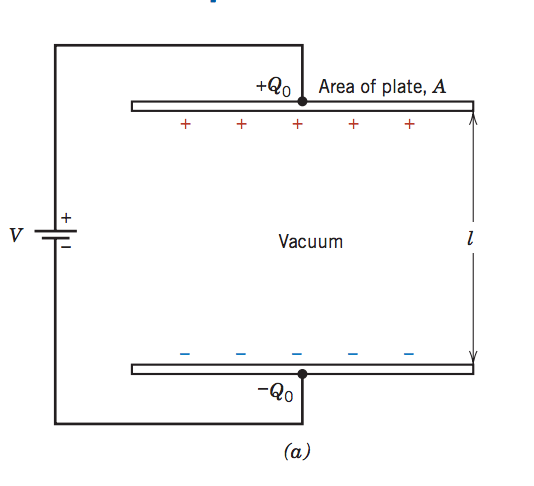 +Q₀ Area of plate, A
+ + + + +
+
V
−
Vacuum
l
− − − − −
−Q₀
(a)